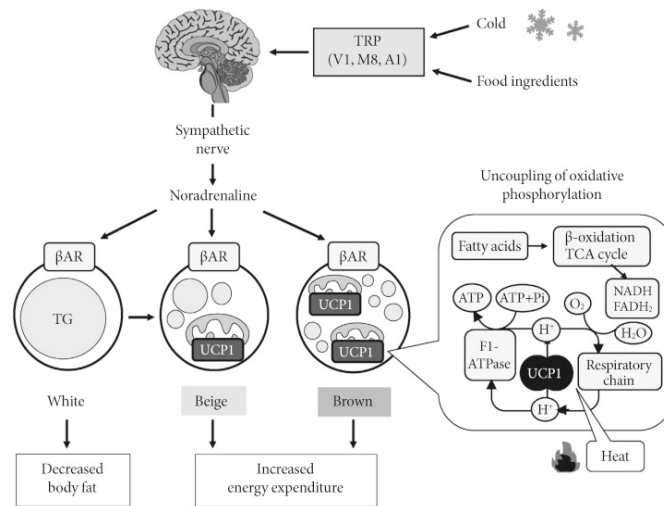 Cold
TRP
(V1, M8, A1)
Food ingredients
Sympathetic
nerve
Noradrenaline
βAR
βAR
βAR
TG
UCP1
UCP1
UCP1
White
Beige
Brown
Decreased
body fat
Increased
energy expenditure
Uncoupling of oxidative
phosphorylation
Fatty acids
β-oxidation
TCA cycle
NADH
FADH₂
ATP
ATP+Pi
O₂
H⁺
H₂O
F1-
ATPase
UCP1
Respiratory
chain
H⁺
Heat